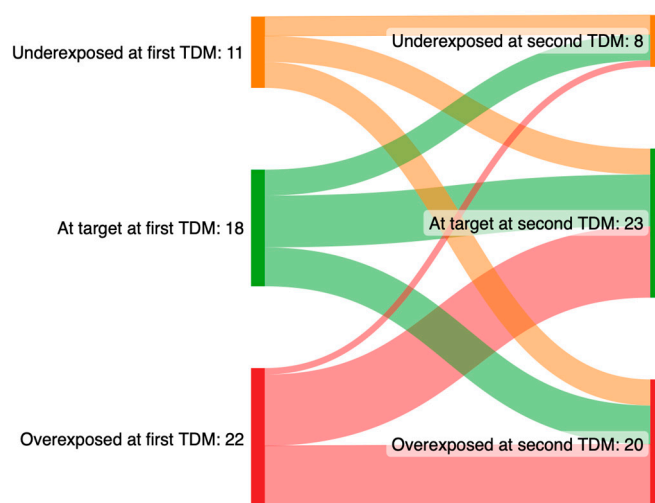 Underexposed at first TDM: 11
Underexposed at second TDM: 8
At target at first TDM: 18
At target at second TDM: 23
Overexposed at first TDM: 22
Overexposed at second TDM: 20